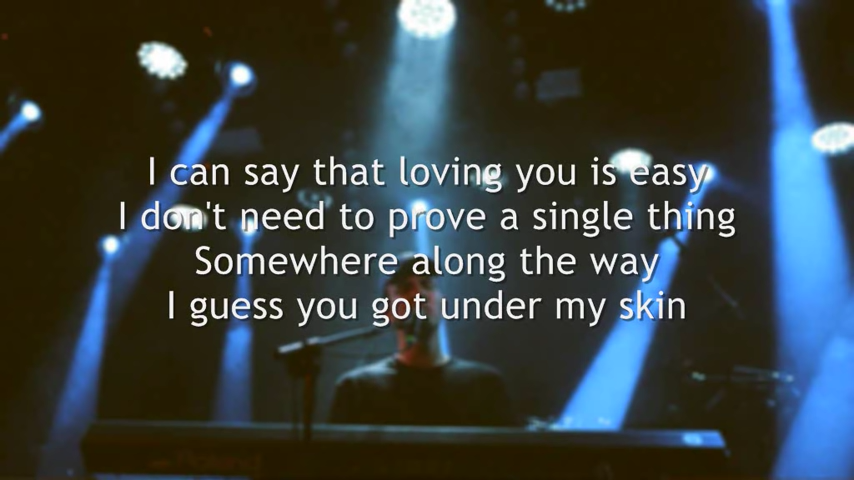 I can say that loving you is easy
I don't need to prove a single thing
Somewhere along the way
I guess you got under my skin